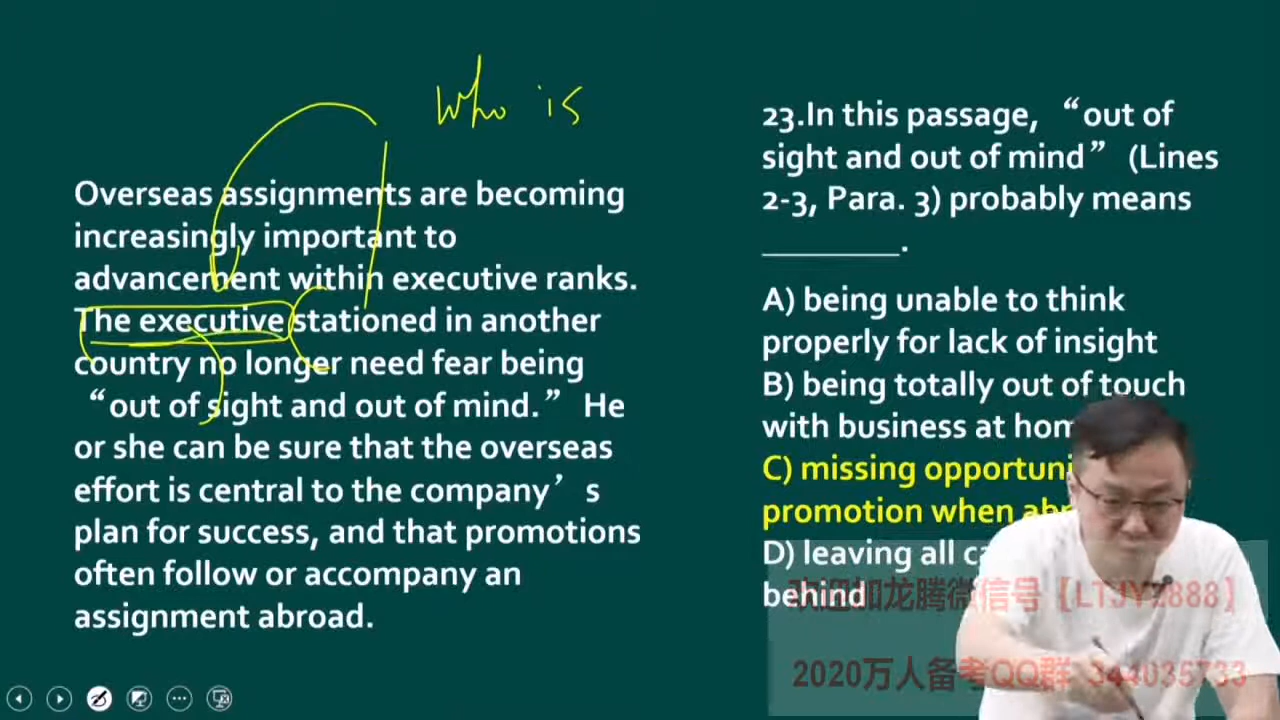 who is
Overseas assignments are becoming
increasingly important to
advancement within executive ranks.
The executive stationed in another
country no longer need fear being
“out of sight and out of mind.” He
or she can be sure that the overseas
effort is central to the company’s
plan for success, and that promotions
often follow or accompany an
assignment abroad.
23.In this passage, “out of
sight and out of mind” (Lines
2-3, Para. 3) probably means
_________.
A) being unable to think
properly for lack of insight
B) being totally out of touch
with business at
C) missing
promotion when
D) leaving all
behind
欢迎加龙腾微信号【LTJY2888】
2020万人备考QQ群 344035733